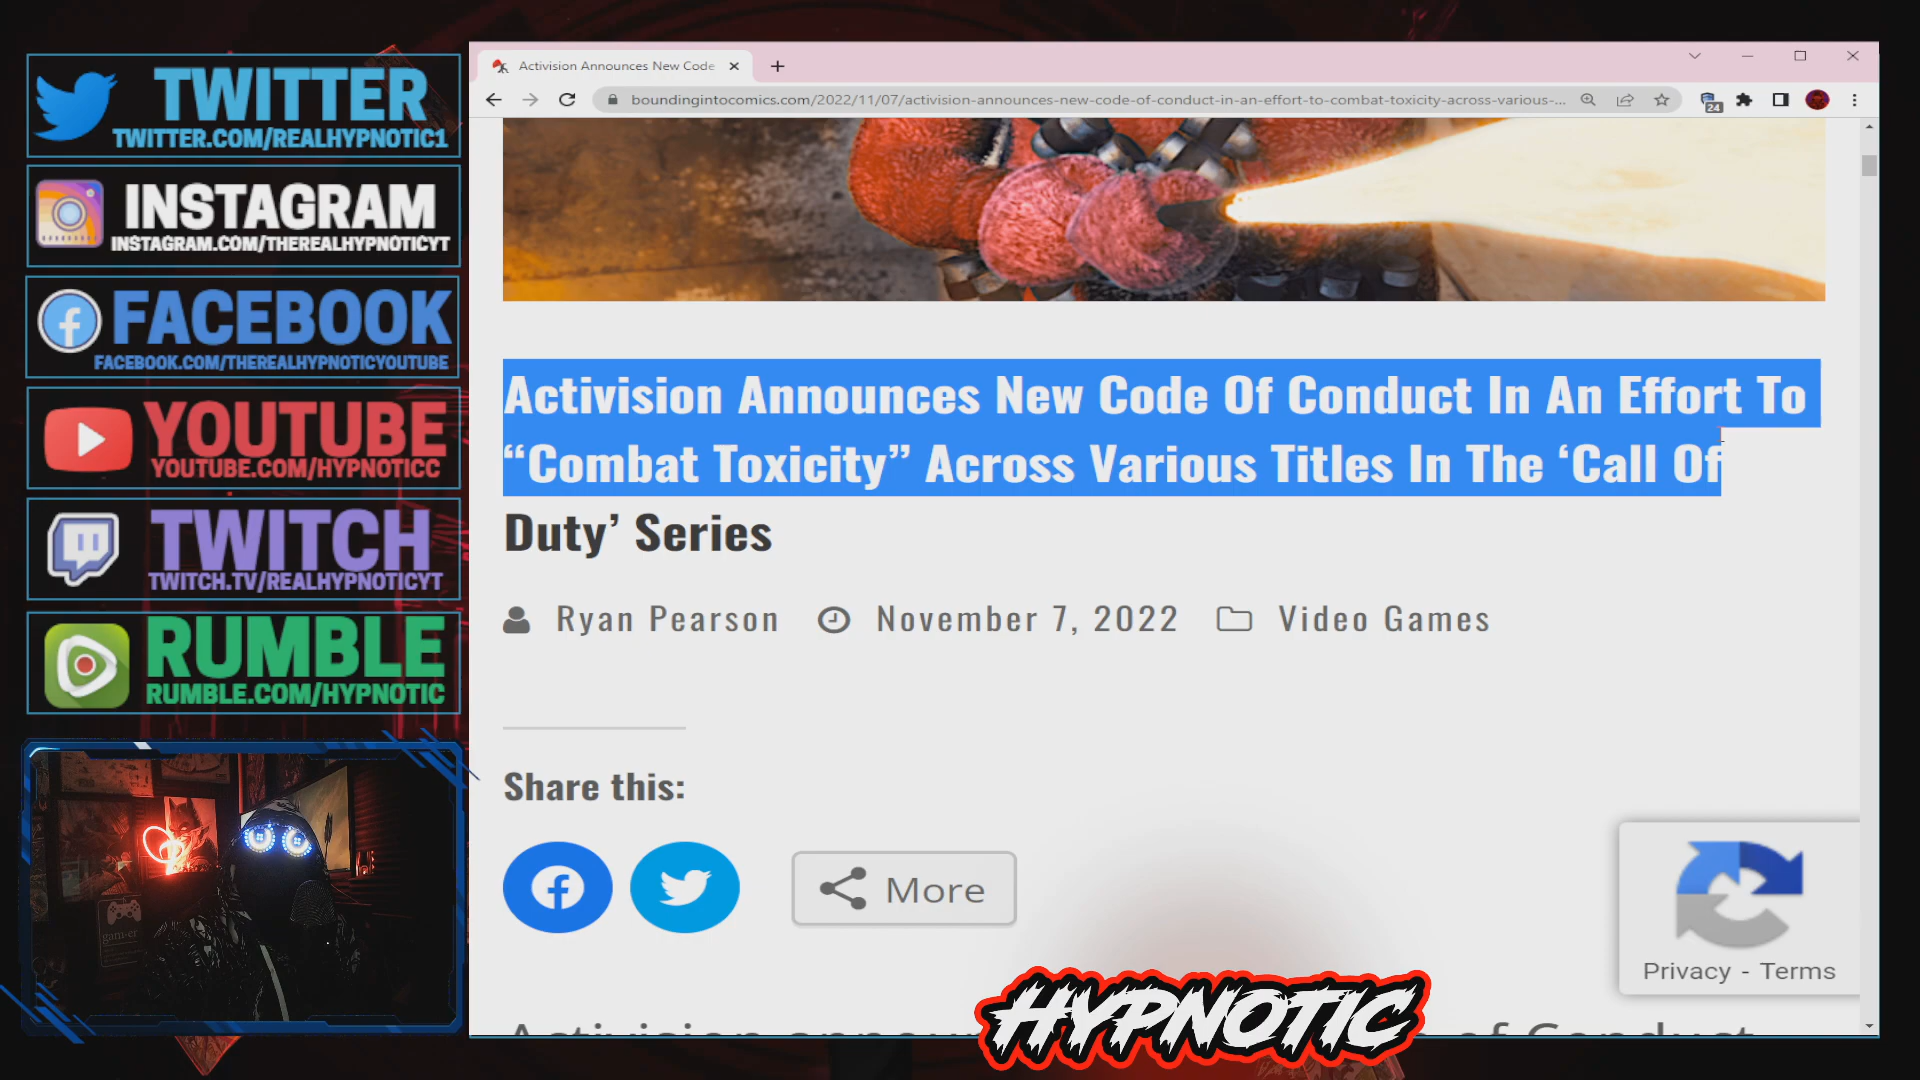 TWITTER
TWITTER.COM/REALHYPNOTIC1
INSTAGRAM
INSTAGRAM.COM/THEREALHYPNOTICYT
FACEBOOK
FACEBOOK.COM/THEREALHYPNOTICYOUTUBE
YOUTUBE
YOUTUBE.COM/HYPNOTICC
TWITCH
TWITCH.TV/REALHYPNOTICYT
RUMBLE
RUMBLE.COM/HYPNOTIC
gamer
Activision Announces New Code
boundingintocomics.com/2022/11/07/activision-announces-new-code-of-conduct-in-an-effort-to-combat-toxicity-across-various-...
24
Activision Announces New Code Of Conduct In An Effort To
“Combat Toxicity” Across Various Titles In The ‘Call Of
Duty’ Series
Ryan Pearson November 7, 2022 Video Games
Share this:
More
Privacy - Terms
HYPNOTIC